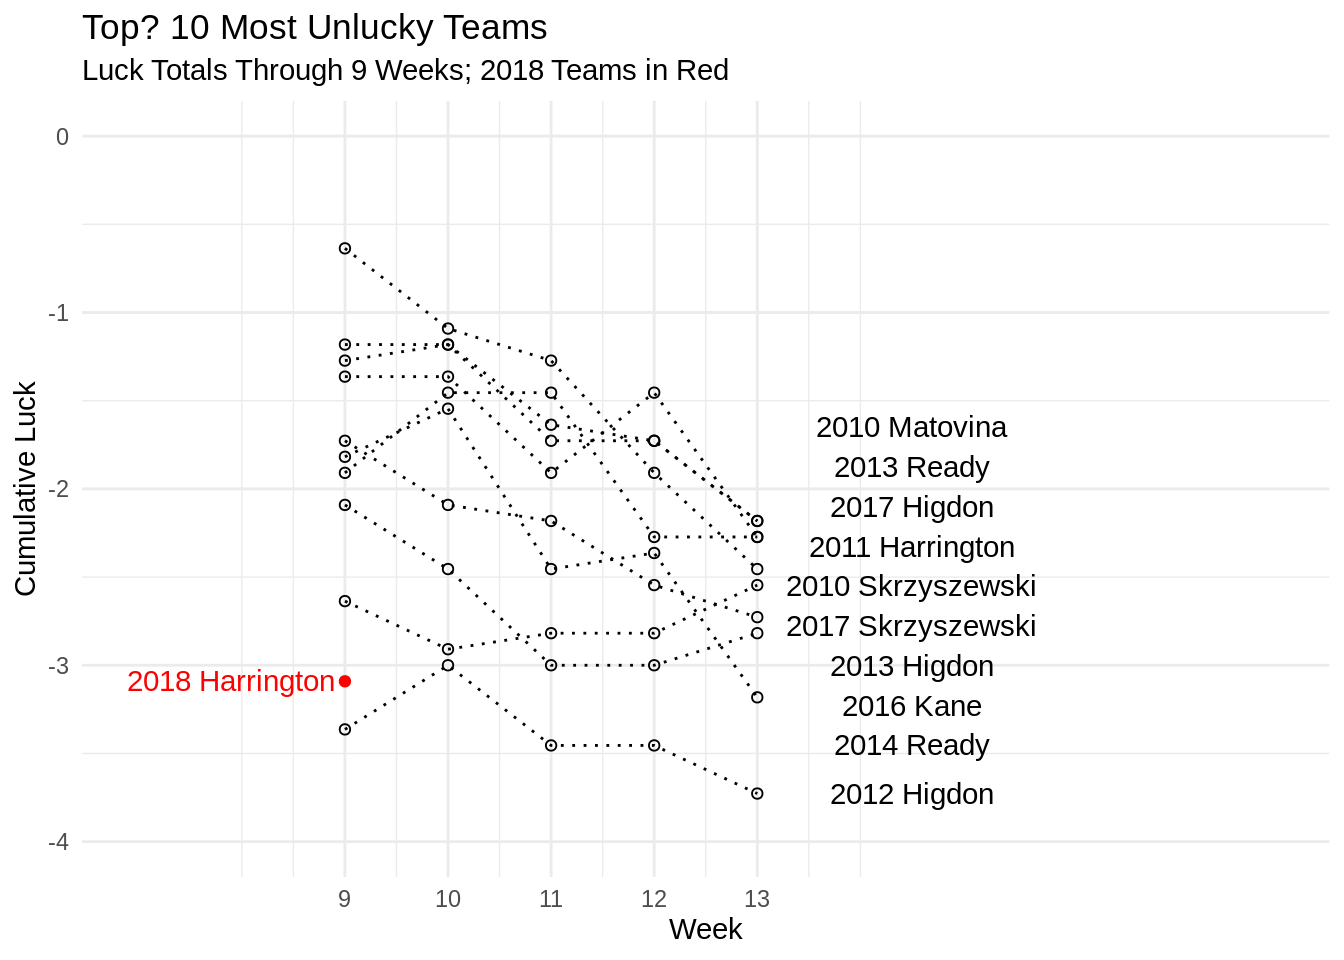 Top? 10 Most Unlucky Teams
Luck Totals Through 9 Weeks; 2018 Teams in Red
Cumulative Luck
0
-1
-2
-3
-4
2010 Matovina
2013 Ready
2017 Higdon
2011 Harrington
2010 Skrzyszewski
2017 Skrzyszewski
2013 Higdon
2016 Kane
2014 Ready
2012 Higdon
2018 Harrington
9 10 11 12 13
Week